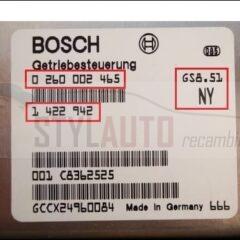 BOSCH
Getriebesteuerung
0 260 002 465
GS8.51
NY
1 422 942
STYLAUTO
recambios
001 C8362525
GCCX24960084 Made in Germany 666